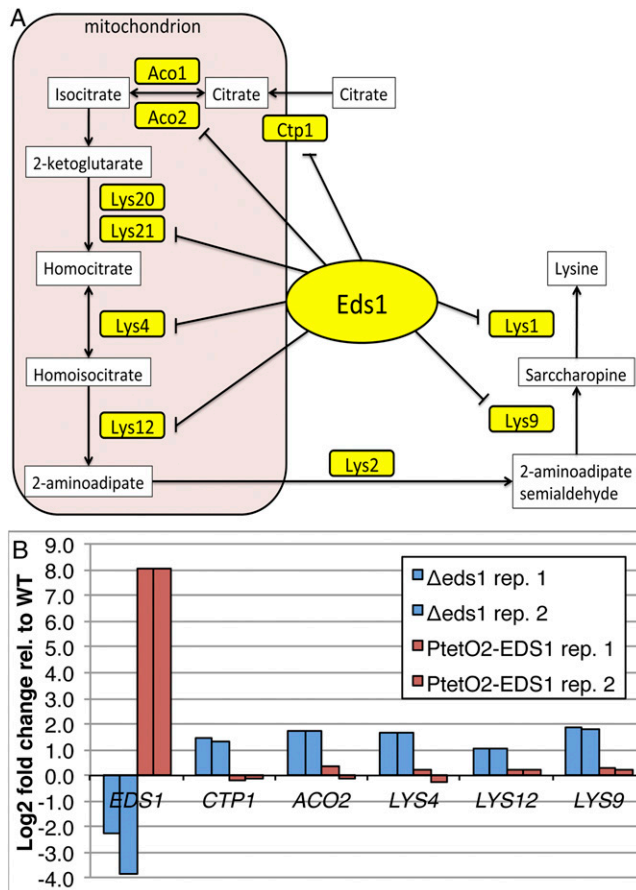 A
mitochondrion
Aco1
Isocitrate
Citrate
Citrate
Aco2
Ctp1
2-ketoglutarate
Lys20
Lys21
Homocitrate
Lysine
Eds1
Lys4
Lys1
Homoisocitrate
Sarccharopine
Lys12
Lys9
Lys2
2-aminoadipate
2-aminoadipate
semialdehyde
B
Log2 fold change rel. to WT
9.0
8.0
7.0
6.0
5.0
4.0
3.0
2.0
1.0
0.0
-1.0
-2.0
-3.0
-4.0
Δeds1 rep. 1
Δeds1 rep. 2
PtetO2-EDS1 rep. 1
PtetO2-EDS1 rep. 2
EDS1 CTP1 ACO2 LYS4 LYS12 LYS9